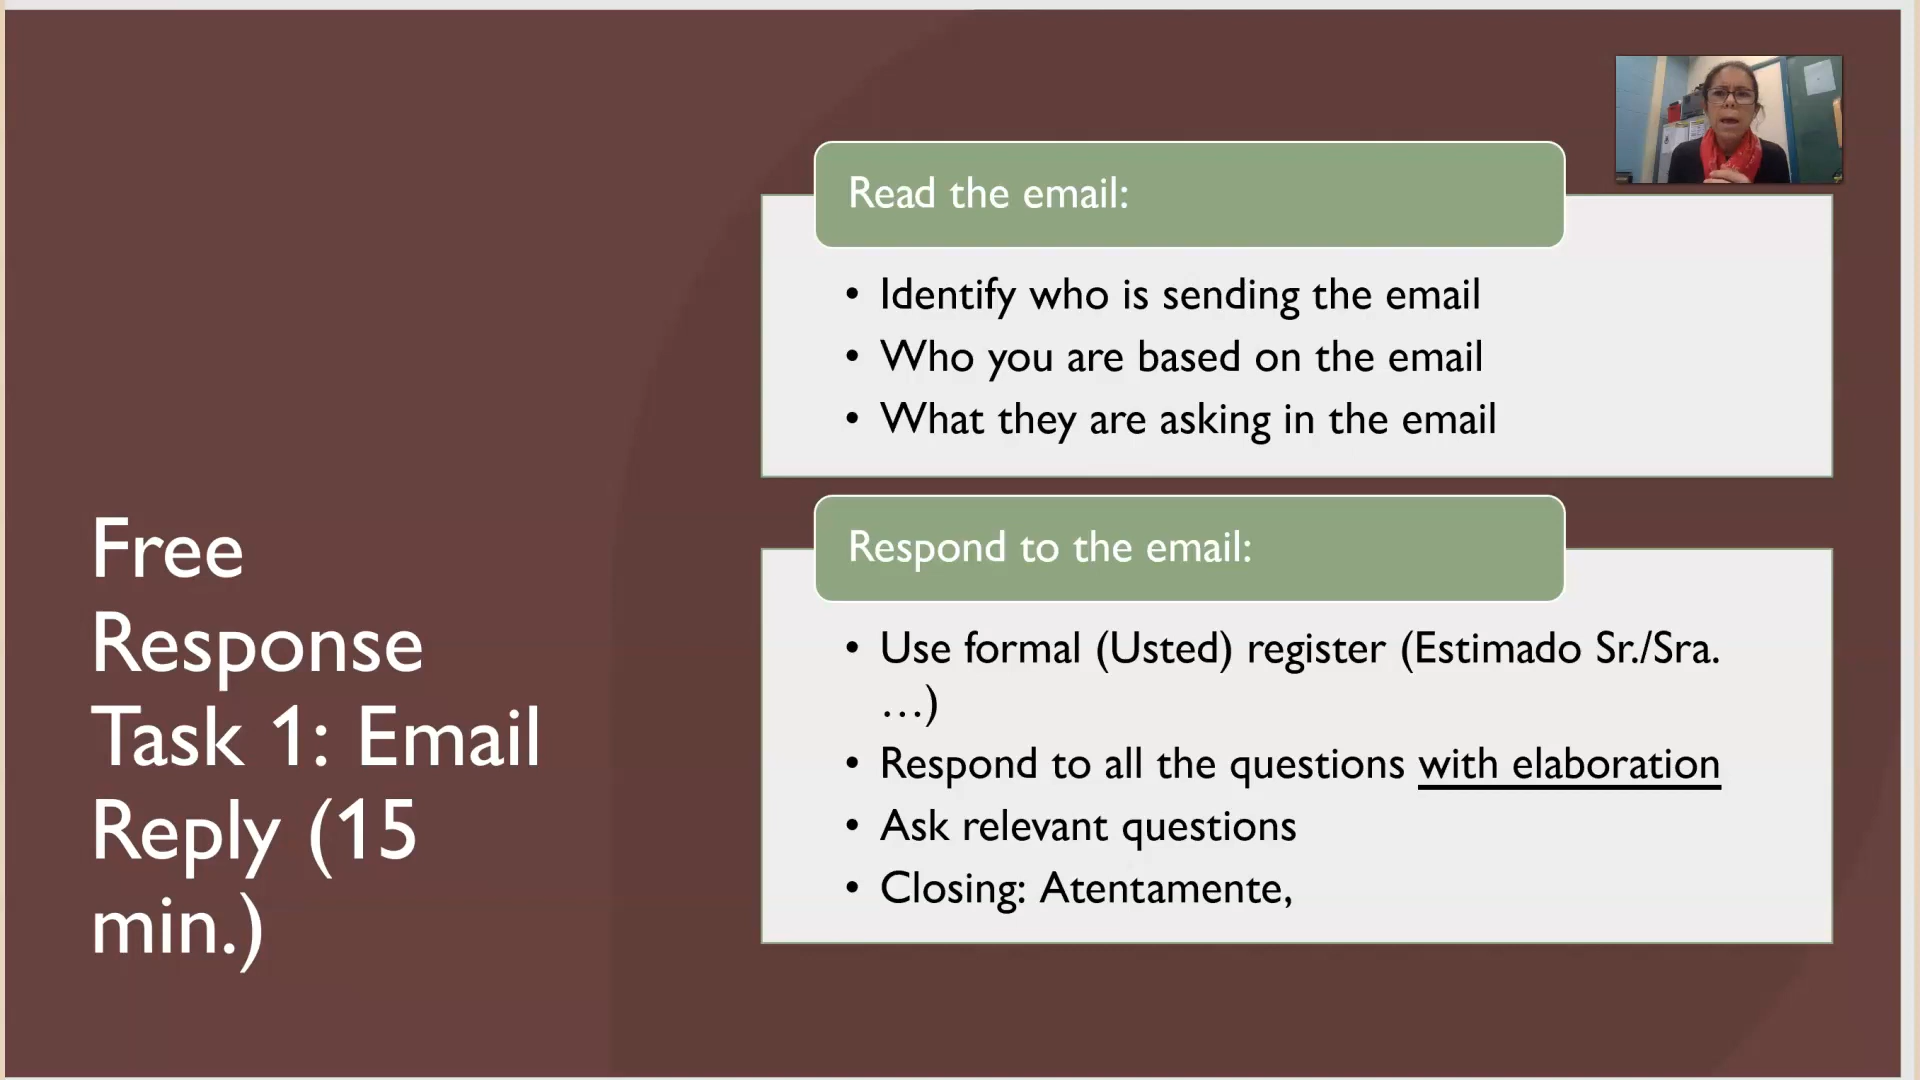 Free
Response
Task 1: Email
Reply (15
min.)
Read the email:
• Identify who is sending the email
• Who you are based on the email
• What they are asking in the email
Respond to the email:
• Use formal (Usted) register (Estimado Sr./Sra.
…)
• Respond to all the questions with elaboration
• Ask relevant questions
• Closing: Atentamente,